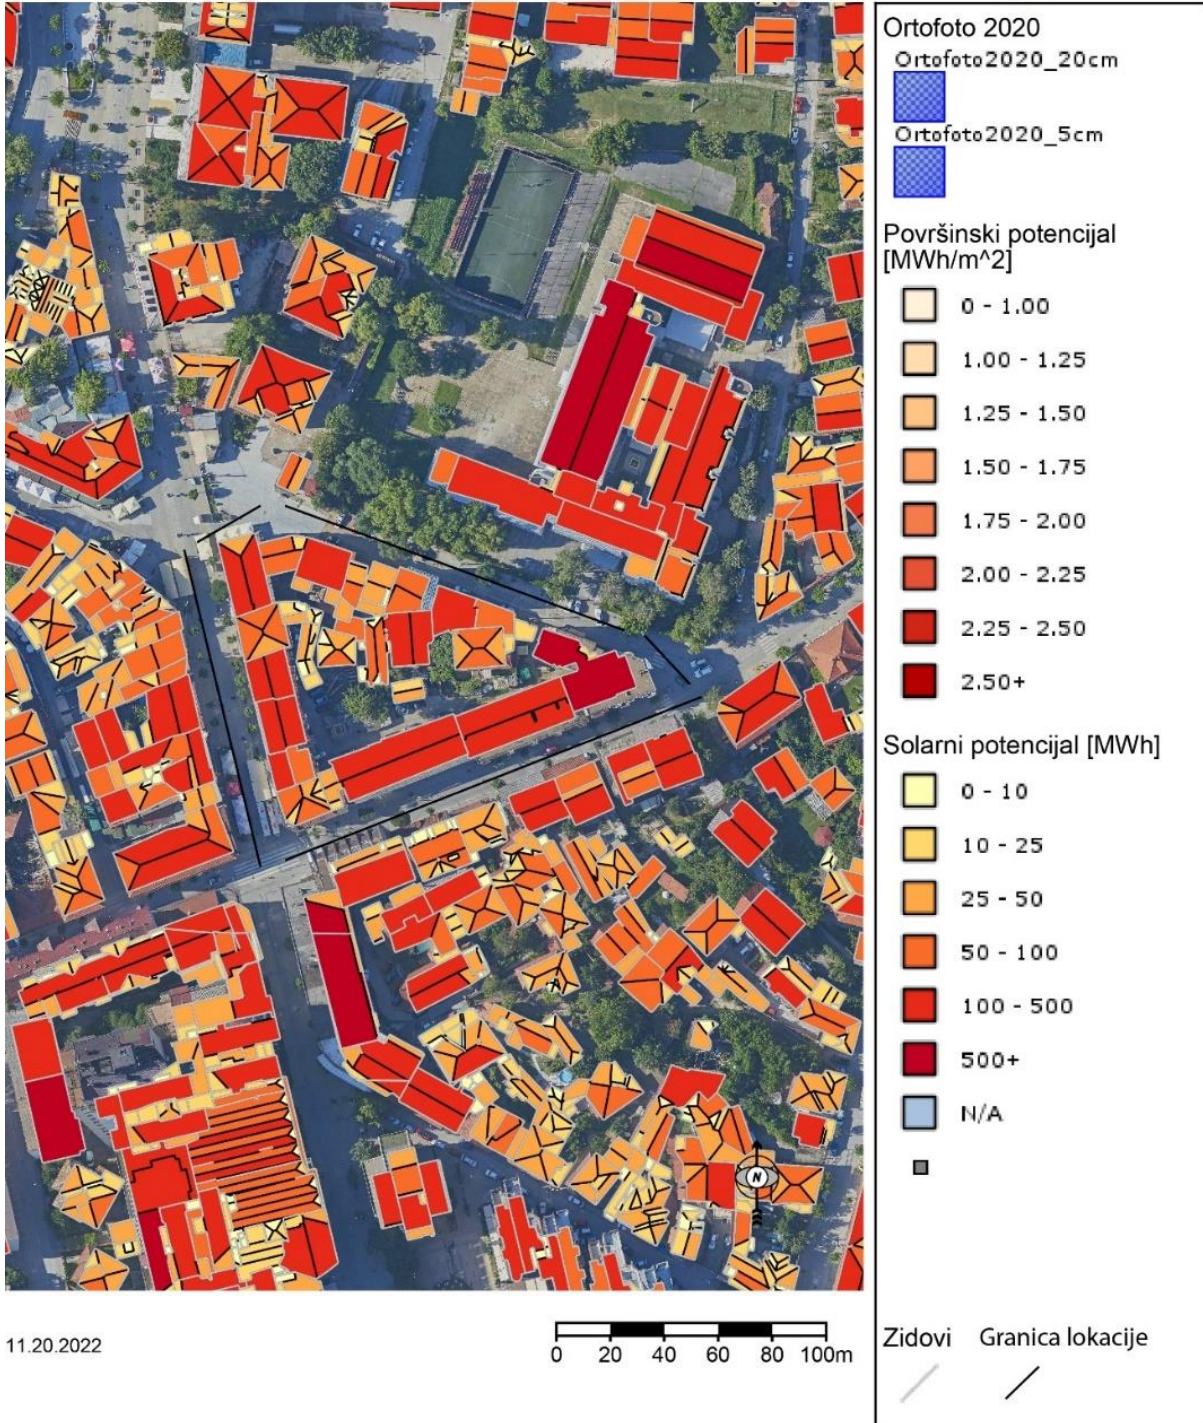 Ortofoto 2020
Ortofoto2020_20cm
Ortofoto2020_5cm
Površinski potencijal
[MWh/m^2]
0 - 1.00
1.00 - 1.25
1.25 - 1.50
1.50 - 1.75
1.75 - 2.00
2.00 - 2.25
2.25 - 2.50
2.50+
Solarni potencijal [MWh]
0 - 10
10 - 25
25 - 50
50 - 100
100 - 500
500+
N/A
N
11.20.2022
0 20 40 60 80 100m
Zidovi Granica lokacije